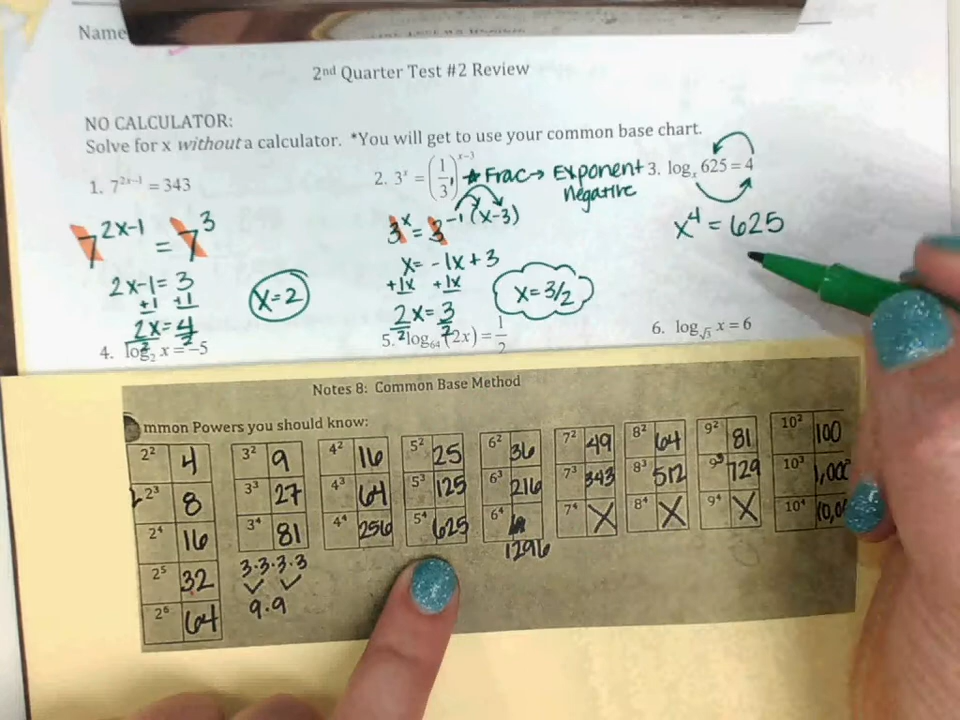 Name
2nd Quarter Test #2 Review
NO CALCULATOR:
Solve for x without a calculator. *You will get to use your common base chart.
1. 7^{2x-1} = 343
7^{2x-1} = 7^3
2x-1=3
+1 +1
2x=4
2 2
x=2
2. 3^x = (1/3)^{x-3}
★Frac→ Exponent negative
3^x = 3^{-1(x-3)}
x= -1x+3
+1x +1x
2x=3
2 2
x=3/2
3. log_x 625 = 4
x^4 = 625
4. log_2 x = -5
5. log_{64} (2x) = 1/2
6. log_{√3} x = 6
Notes 8: Common Base Method
mmon Powers you should know:
2^2 4 3^2 9 4^2 16 5^2 25 6^2 36 7^2 49 8^2 64 9^2 81 10^2 100
2^3 8 3^3 27 4^3 64 5^3 125 6^3 216 7^3 343 8^3 512 9^3 729 10^3 1,000
2^4 16 3^4 81 4^4 256 5^4 625 6^4 1296 7^4 X 8^4 X 9^4 X 10^4 10,0
2^5 32
2^6 64
3·3·3·3
9·9